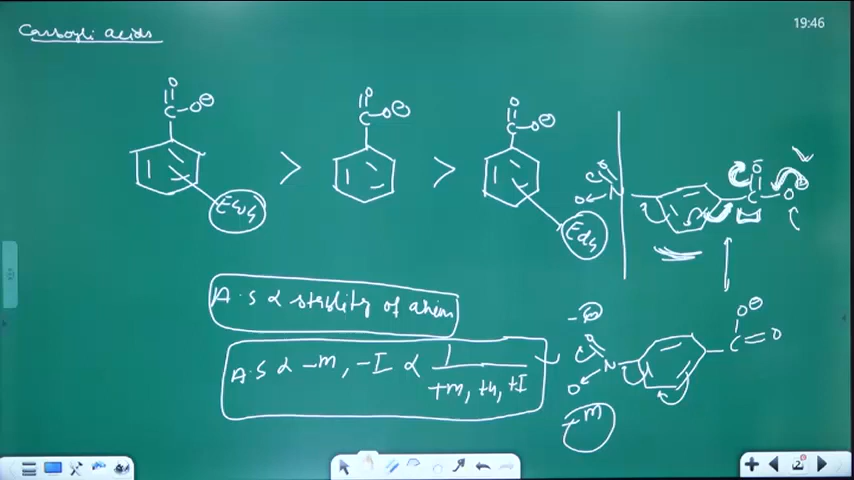 19:46
Carboxylic acids
O
C-O⊖
>
O
C-O⊖
>
O
C-O⊖
EWG
EDG
O
N
O
O
C-O⊖
A.S ∝ stability of anion
A.S ∝ -M, -I ∝ 1/+M, +H, +I
O
N
O
-M
O⊖
C=O